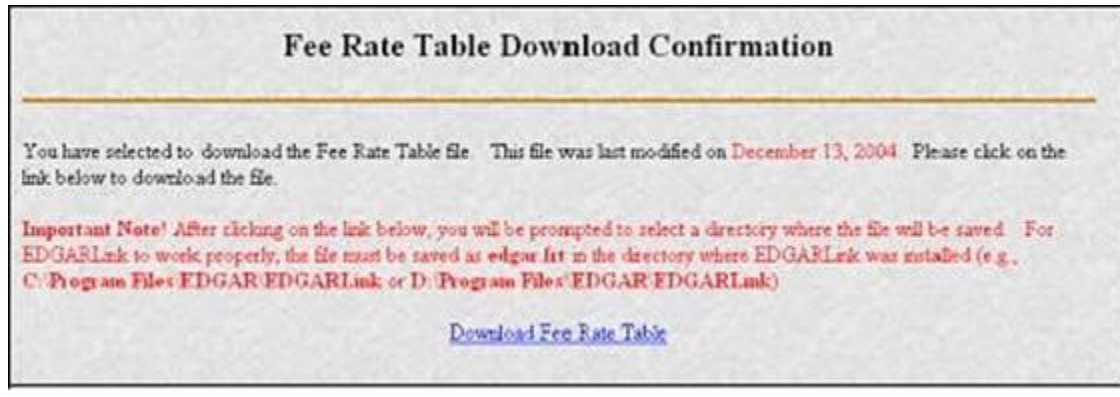 Fee Rate Table Download Confirmation
You have selected to download the Fee Rate Table file This file was last modified on December 13, 2004. Please click on the
link below to download the file.
Important Note! After clicking on the link below, you will be prompted to select a directory where the file will be saved For
EDGARLink to work properly, the file must be saved as edgar.frt in the directory where EDGARLink was installed (e.g.,
C:\Program Files\EDGAR\EDGARLink or D:\Program Files\EDGAR\EDGARLink)
Download Fee Rate Table